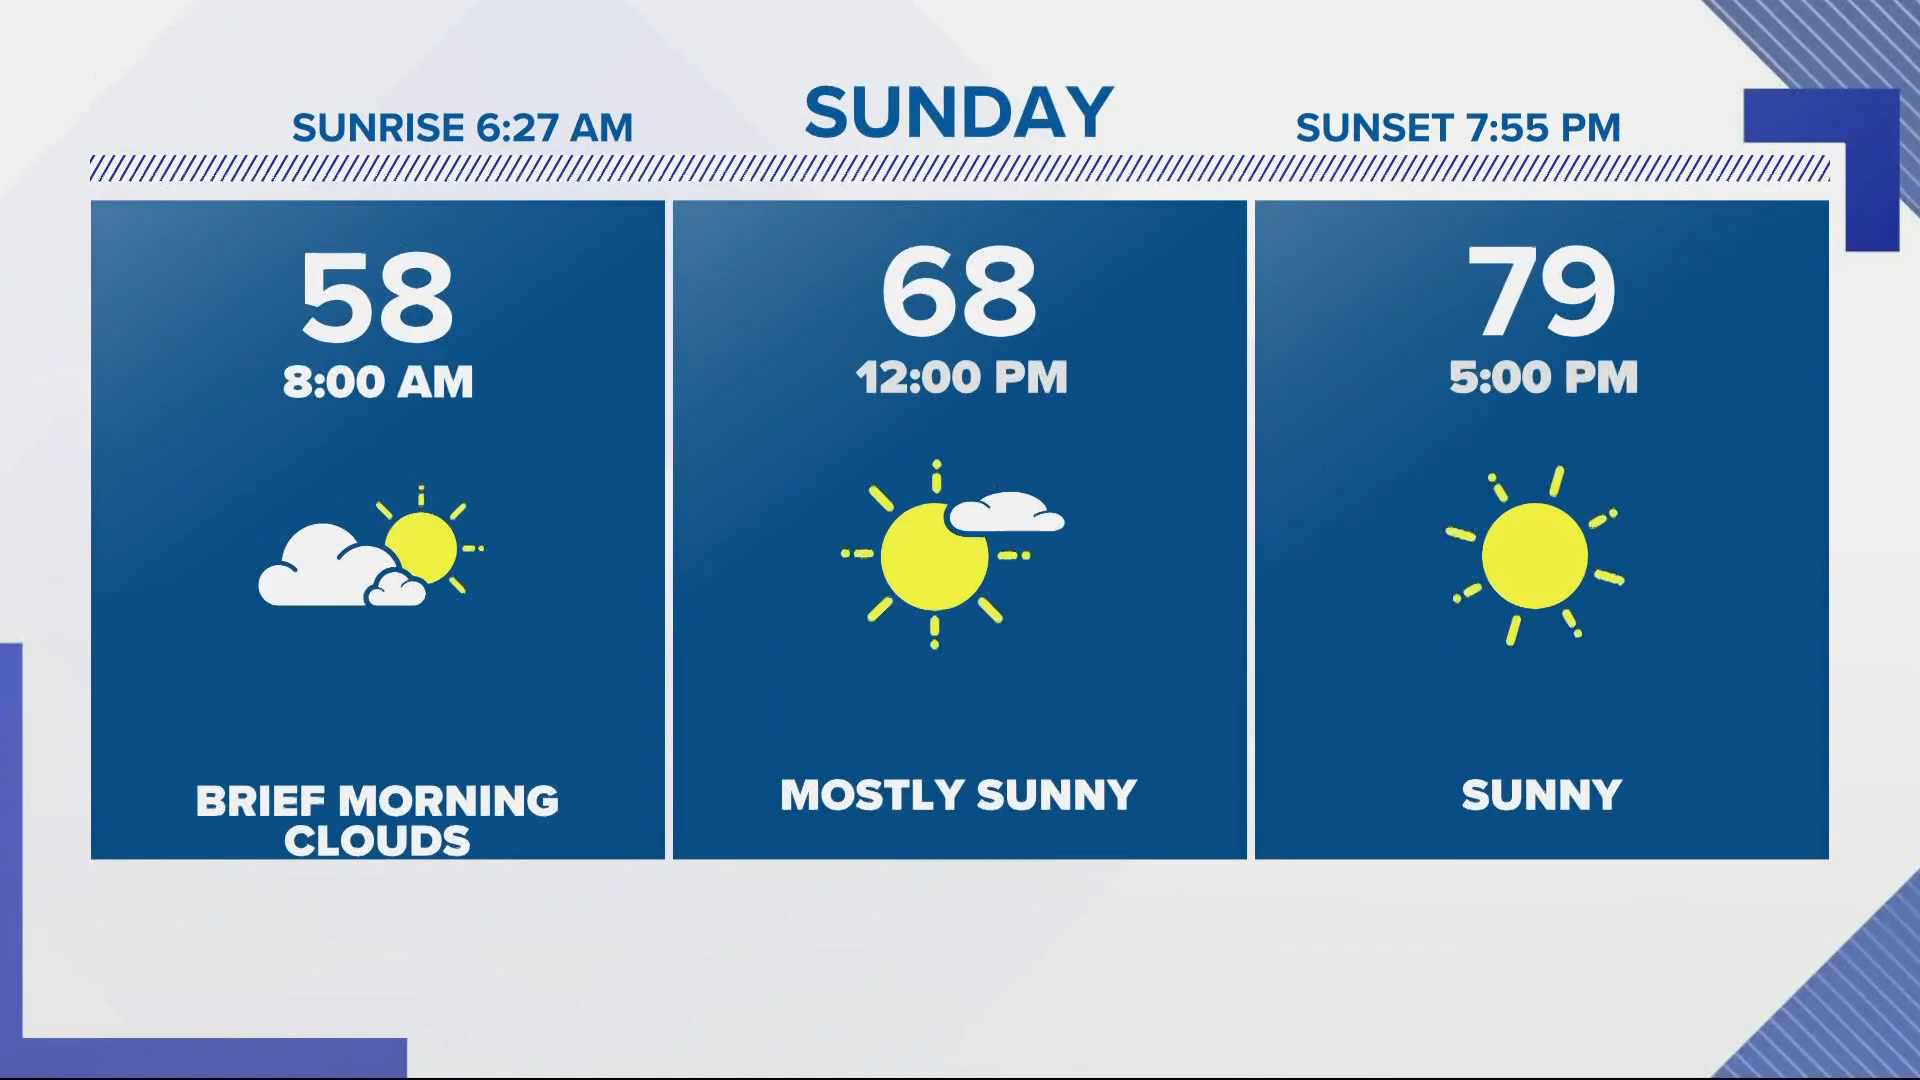 SUNRISE 6:27 AM
SUNDAY
SUNSET 7:55 PM
58
8:00 AM
BRIEF MORNING
CLOUDS
68
12:00 PM
MOSTLY SUNNY
79
5:00 PM
SUNNY